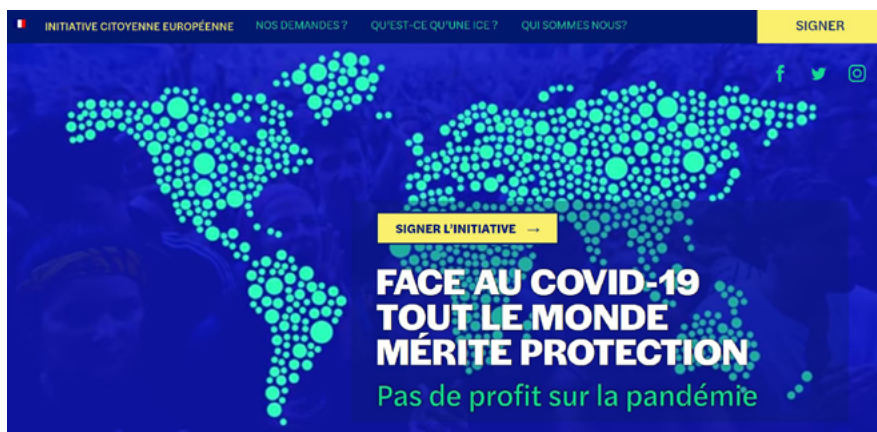 INITIATIVE CITOYENNE EUROPÉENNE NOS DEMANDES ? QU'EST-CE QU'UNE ICE ? QUI SOMMES NOUS? SIGNER
SIGNER L'INITIATIVE →
FACE AU COVID-19
TOUT LE MONDE
MÉRITE PROTECTION
Pas de profit sur la pandémie